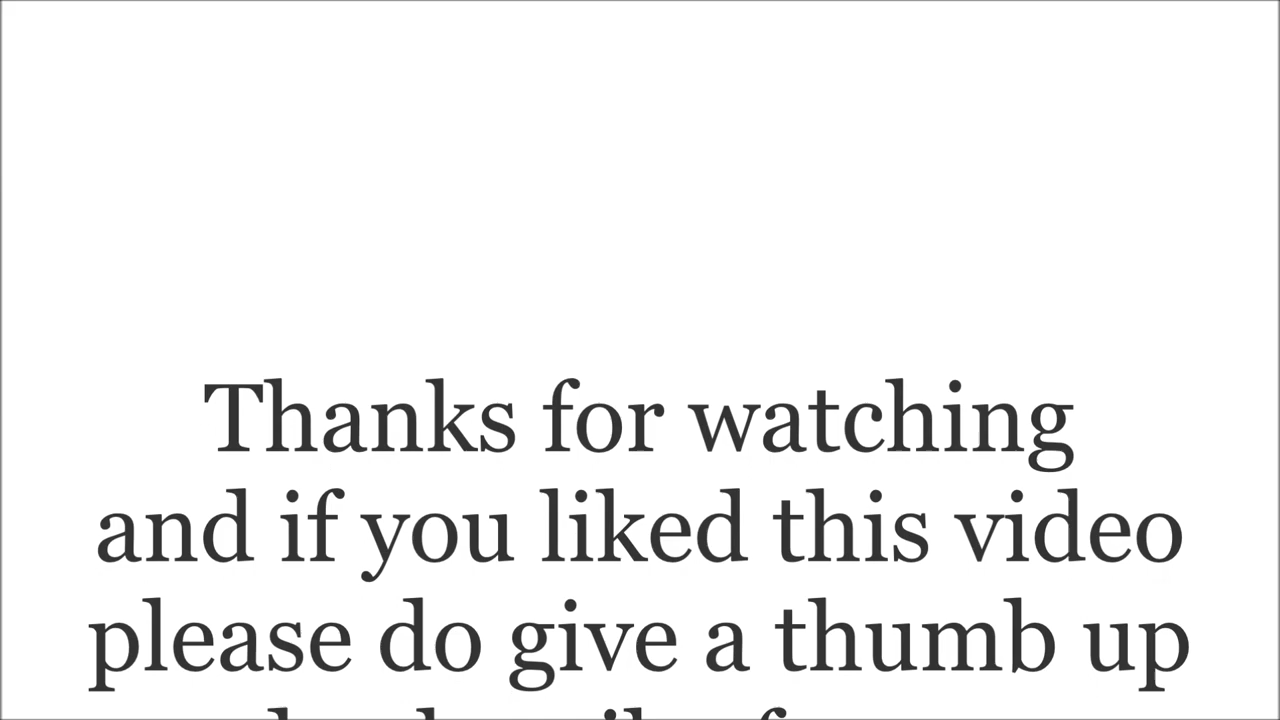 Thanks for watching
and if you liked this video
please do give a thumb up